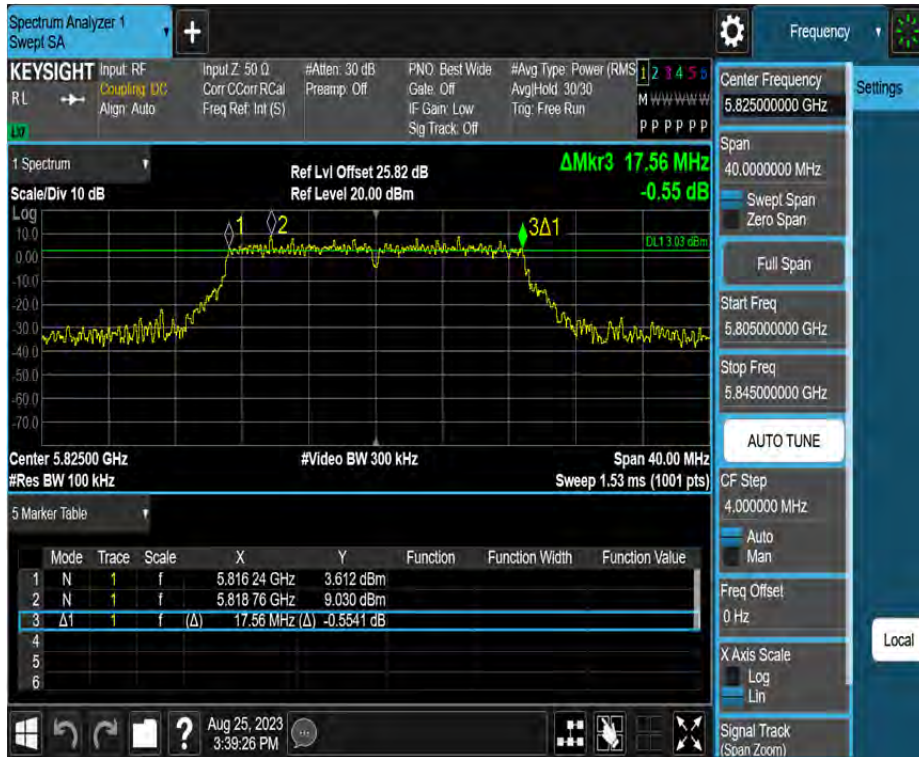 Spectrum Analyzer 1
Swept SA
Frequency
KEYSIGHT
RL
Input: RF
Coupling: DC
Align: Auto
Input Z: 50 Ω
Corr CCorr RCal
Freq Ref: Int (S)
#Atten: 30 dB
Preamp: Off
PNO: Best Wide
Gate: Off
IF Gain: Low
Sig Track: Off
#Avg Type: Power (RMS
Avg|Hold: 30/30
Trig: Free Run
1 2 3 4 5 6
M W W W W W
P P P P P P
1 Spectrum
Scale/Div 10 dB
Ref Lvl Offset 25.82 dB
Ref Level 20.00 dBm
ΔMkr3 17.56 MHz
-0.55 dB
Log
10.0
0.00
-10.0
-20.0
-30.0
-40.0
-50.0
-60.0
-70.0
1
2
3Δ1
DL1 3.03 dBm
Center 5.82500 GHz
#Video BW 300 kHz
Span 40.00 MHz
#Res BW 100 kHz
Sweep 1.53 ms (1001 pts)
5 Marker Table
Mode Trace Scale X Y Function Function Width Function Value
1 N 1 f 5.816 24 GHz 3.612 dBm
2 N 1 f 5.818 76 GHz 9.030 dBm
3 Δ1 1 f (Δ) 17.56 MHz (Δ) -0.5541 dB
4
5
6
Aug 25, 2023
3:39:26 PM
Center Frequency
5.825000000 GHz
Settings
Span
40.0000000 MHz
Swept Span
Zero Span
Full Span
Start Freq
5.805000000 GHz
Stop Freq
5.845000000 GHz
AUTO TUNE
CF Step
4.000000 MHz
Auto
Man
Freq Offset
0 Hz
Local
X Axis Scale
Log
Lin
Signal Track
(Span Zoom)